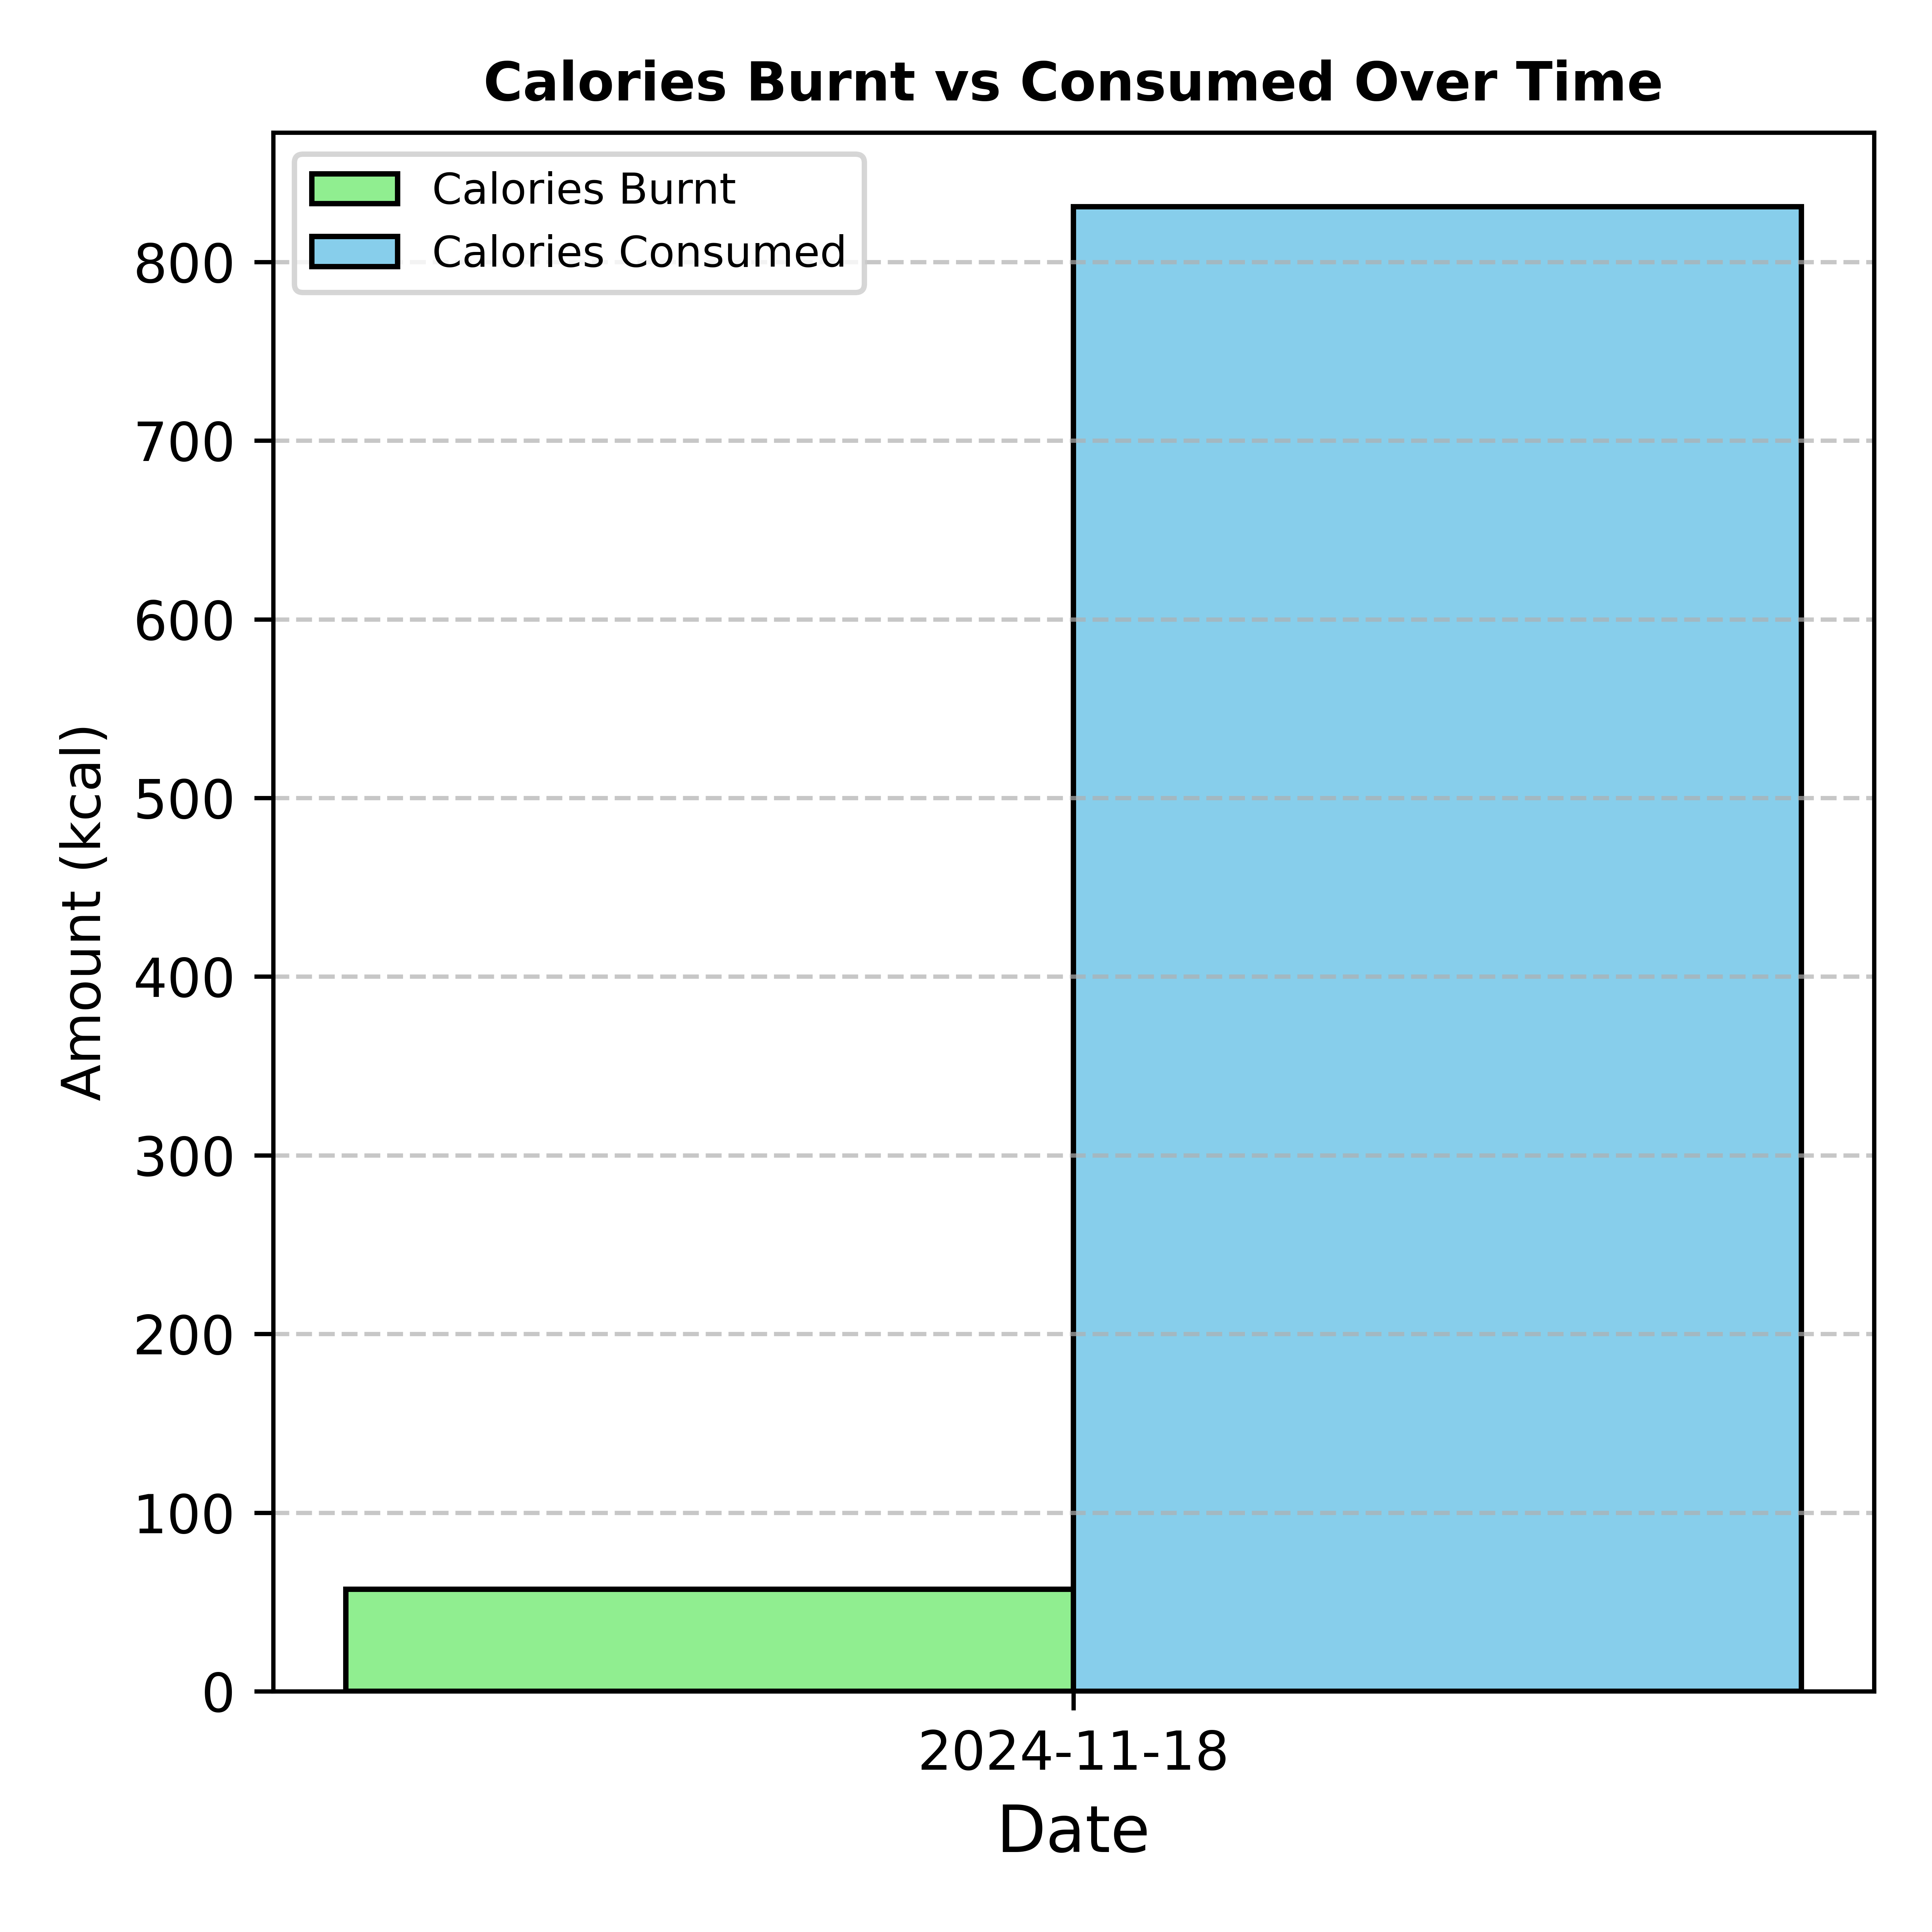 Calories Burnt vs Consumed Over Time
Calories Burnt
Calories Consumed
800
700
600
500
400
300
200
100
0
Amount (kcal)
2024-11-18
Date